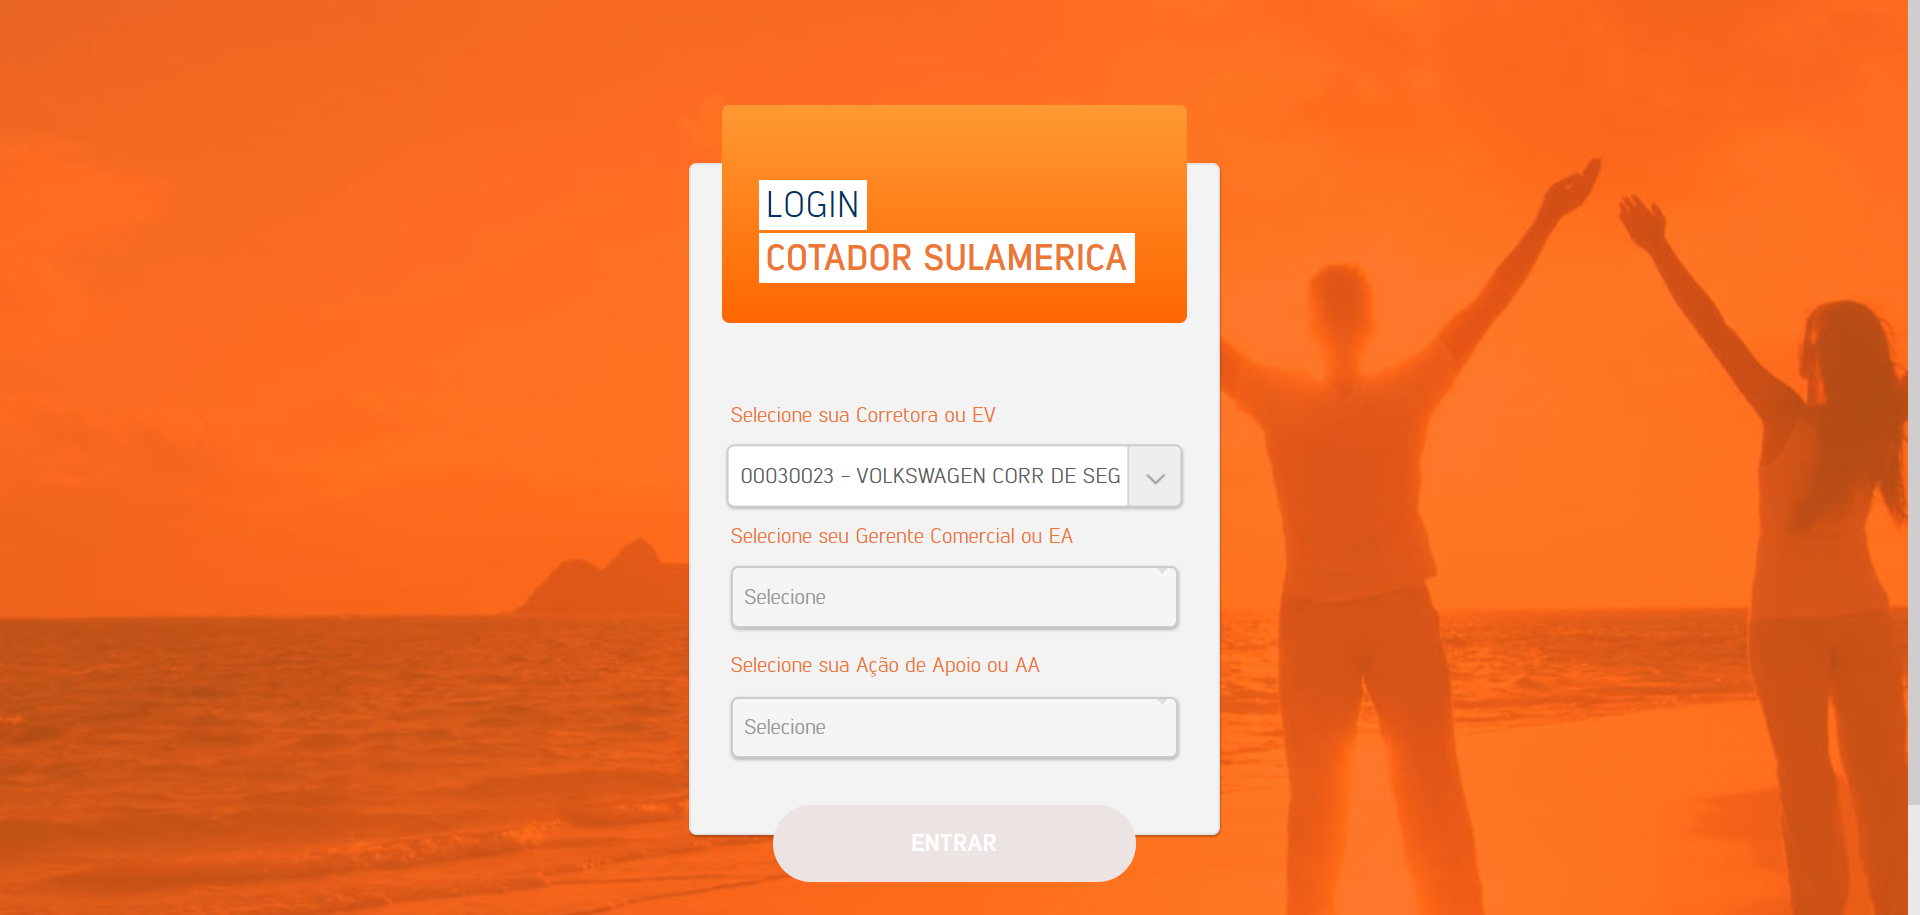 LOGIN
COTADOR SULAMERICA
Selecione sua Corretora ou EV
00030023 - VOLKSWAGEN CORR DE SEG
Selecione seu Gerente Comercial ou EA
Selecione
Selecione sua Ação de Apoio ou AA
Selecione
ENTRAR